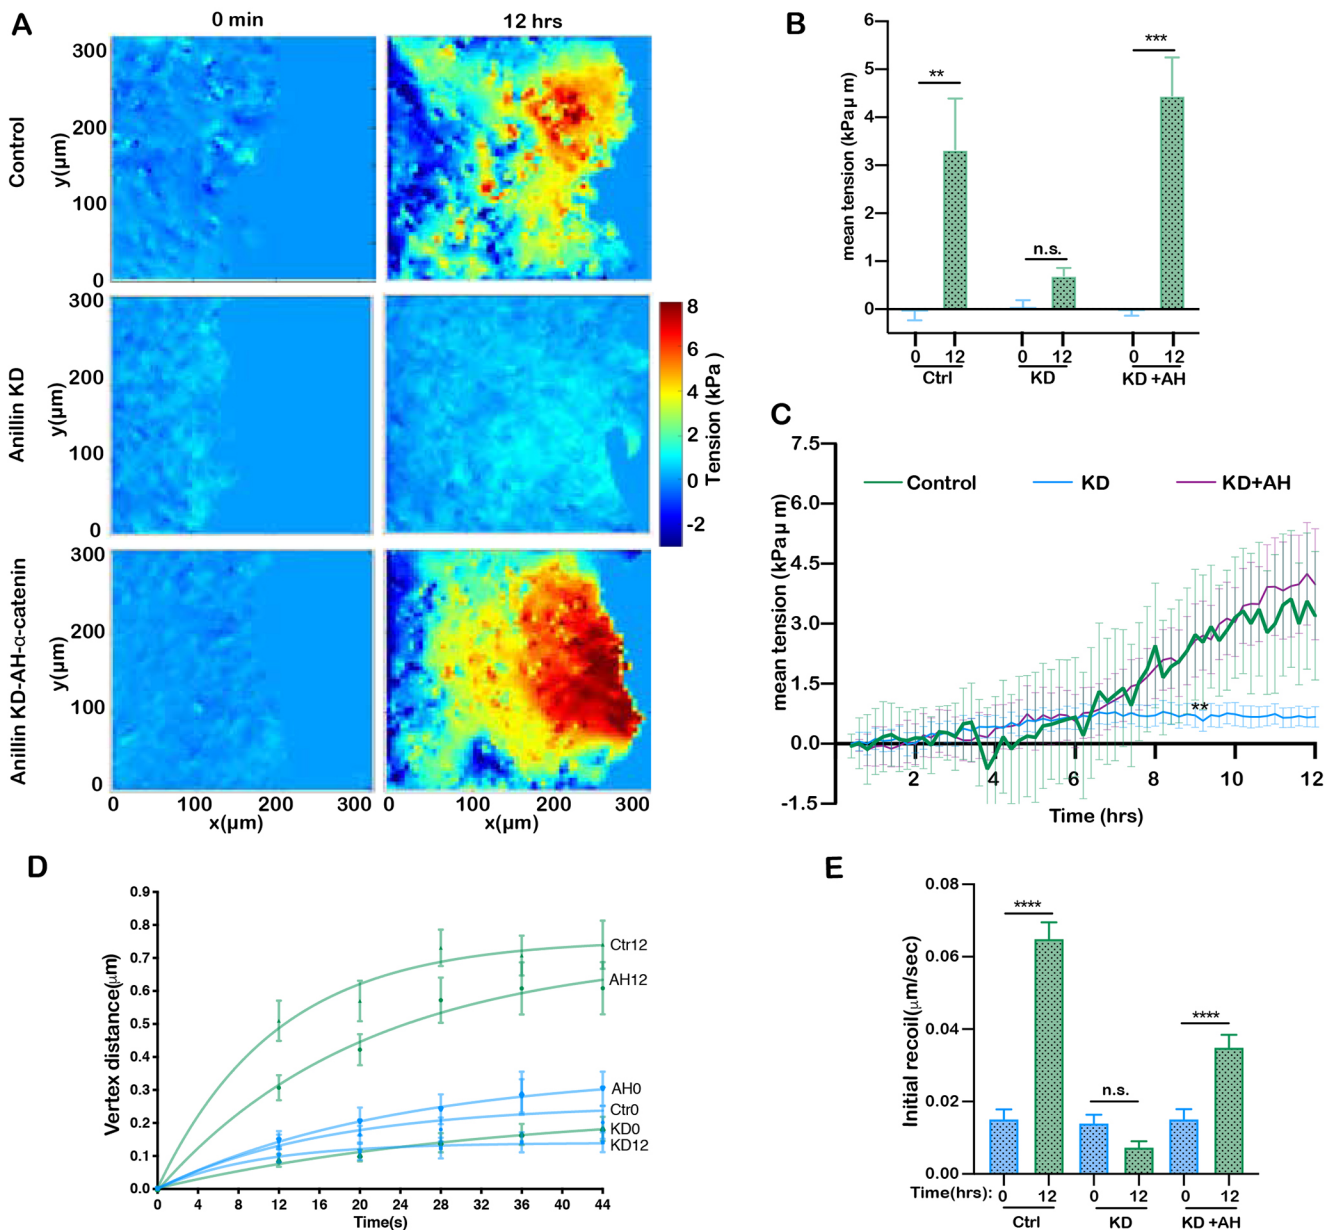 A
0 min
12 hrs
Control
y(µm)
300
200
100
0
Anillin KD
y(µm)
300
200
100
0
Anillin KD-AH-α-catenin
y(µm)
300
200
100
0
0 100 200 300
x(µm)
0 100 200 300
x(µm)
8
6
4
2
0
-2
Tension (kPa )
B
mean tension (kPaµ m)
6
5
4
3
2
1
0
**
n.s.
***
0 12 0 12 0 12
Ctrl KD KD +AH
C
mean tension (kPaµ m)
7.5
6.0
4.5
3.0
1.5
0.0
-1.5
Control KD KD+AH
**
2 4 6 8 10 12
Time (hrs)
D
Vertex distance(µm)
0.9
0.8
0.7
0.6
0.5
0.4
0.3
0.2
0.1
0.0
Ctr12
AH12
AH0
Ctr0
KD0
KD12
0 4 8 12 16 20 24 28 32 36 40 44
Time(s)
E
Initial recoil(µm/sec)
0.08
0.06
0.04
0.02
0.00
****
n.s.
****
Time(hrs): 0 12 0 12 0 12
Ctrl KD KD +AH